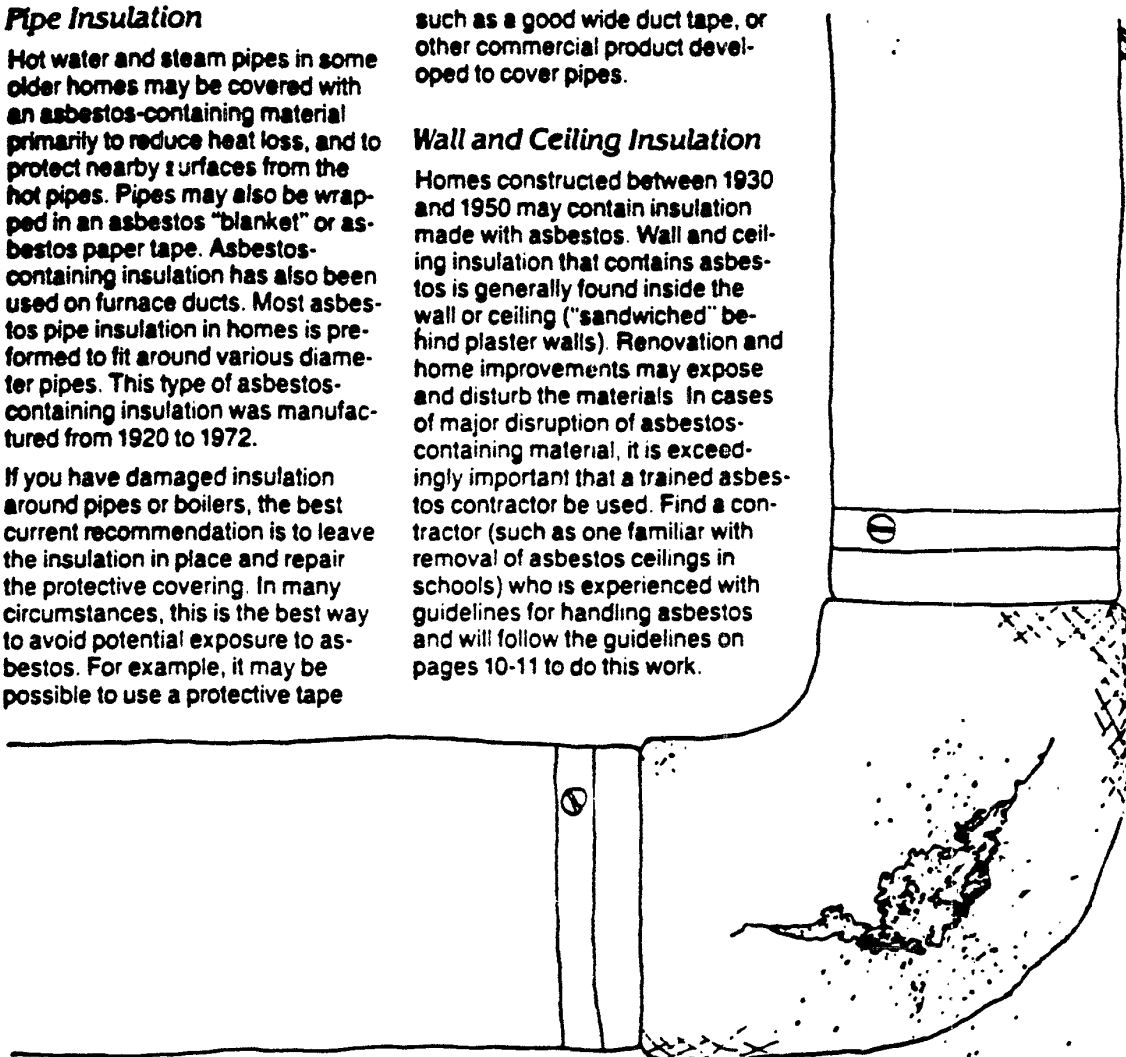 Pipe Insulation
Hot water and steam pipes in some
older homes may be covered with
an asbestos-containing material
primarily to reduce heat loss, and to
protect nearby surfaces from the
hot pipes. Pipes may also be wrap-
ped in an asbestos "blanket" or as-
bestos paper tape. Asbestos-
containing insulation has also been
used on furnace ducts. Most asbes-
tos pipe insulation in homes is pre-
formed to fit around various diame-
ter pipes. This type of asbestos-
containing insulation was manufac-
tured from 1920 to 1972.
If you have damaged insulation
around pipes or boilers, the best
current recommendation is to leave
the insulation in place and repair
the protective covering. In many
circumstances, this is the best way
to avoid potential exposure to as-
bestos. For example, it may be
possible to use a protective tape
such as a good wide duct tape, or
other commercial product devel-
oped to cover pipes.
Wall and Ceiling Insulation
Homes constructed between 1930
and 1950 may contain insulation
made with asbestos. Wall and ceil-
ing insulation that contains asbes-
tos is generally found inside the
wall or ceiling ("sandwiched" be-
hind plaster walls). Renovation and
home improvements may expose
and disturb the materials In cases
of major disruption of asbestos-
containing material, it is exceed-
ingly important that a trained asbes-
tos contractor be used. Find a con-
tractor (such as one familiar with
removal of asbestos ceilings in
schools) who is experienced with
guidelines for handling asbestos
and will follow the guidelines on
pages 10-11 to do this work.